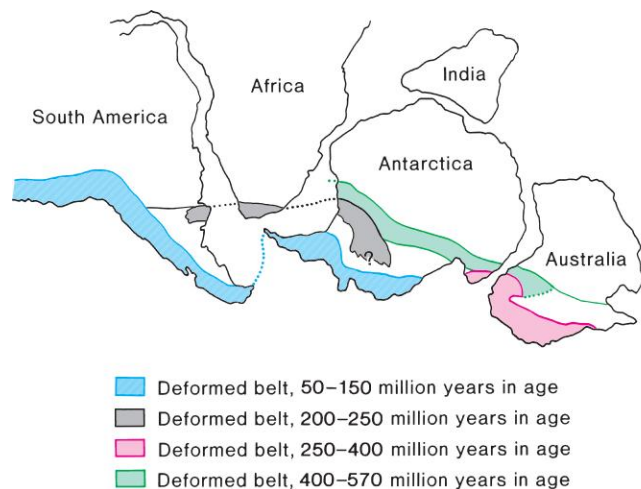 India
Africa
South America
Antarctica
Australia
Deformed belt, 50–150 million years in age
Deformed belt, 200–250 million years in age
Deformed belt, 250–400 million years in age
Deformed belt, 400–570 million years in age